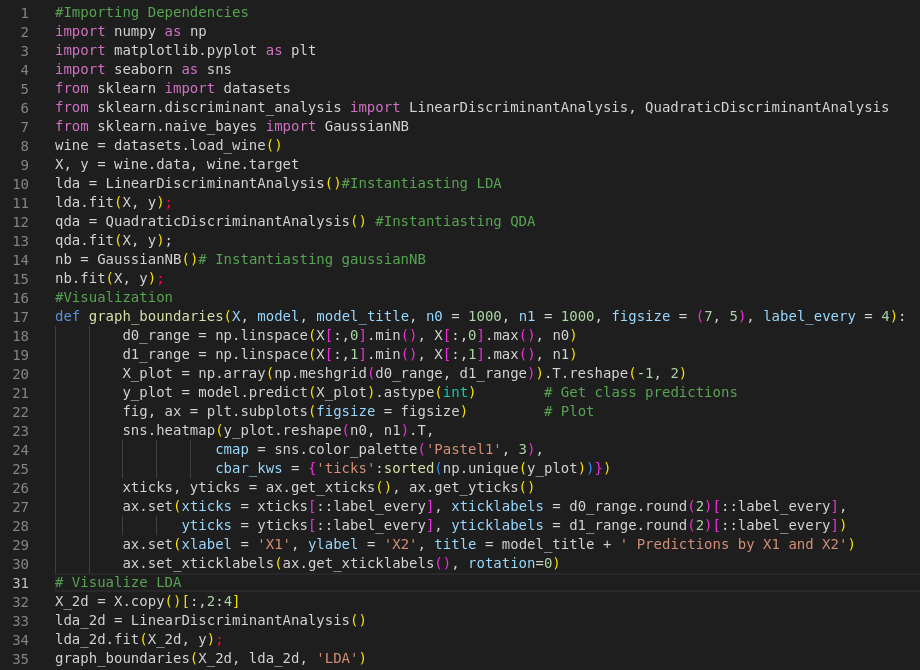 1 #Importing Dependencies
2 import numpy as np
3 import matplotlib.pyplot as plt
4 import seaborn as sns
5 from sklearn import datasets
6 from sklearn.discriminant_analysis import LinearDiscriminantAnalysis, QuadraticDiscriminantAnalysis
7 from sklearn.naive_bayes import GaussianNB
8 wine = datasets.load_wine()
9 X, y = wine.data, wine.target
10 lda = LinearDiscriminantAnalysis()#Instantiasting LDA
11 lda.fit(X, y);
12 qda = QuadraticDiscriminantAnalysis() #Instantiasting QDA
13 qda.fit(X, y);
14 nb = GaussianNB()# Instantiasting gaussianNB
15 nb.fit(X, y);
16 #Visualization
17 def graph_boundaries(X, model, model_title, n0 = 1000, n1 = 1000, figsize = (7, 5), label_every = 4):
18         d0_range = np.linspace(X[:,0].min(), X[:,0].max(), n0)
19         d1_range = np.linspace(X[:,1].min(), X[:,1].max(), n1)
20         X_plot = np.array(np.meshgrid(d0_range, d1_range)).T.reshape(-1, 2)
21         y_plot = model.predict(X_plot).astype(int)        # Get class predictions
22         fig, ax = plt.subplots(figsize = figsize)         # Plot
23         sns.heatmap(y_plot.reshape(n0, n1).T,
24                    cmap = sns.color_palette('Pastel1', 3),
25                    cbar_kws = {'ticks':sorted(np.unique(y_plot))})
26         xticks, yticks = ax.get_xticks(), ax.get_yticks()
27         ax.set(xticks = xticks[::label_every], xticklabels = d0_range.round(2)[::label_every],
28                yticks = yticks[::label_every], yticklabels = d1_range.round(2)[::label_every])
29         ax.set(xlabel = 'X1', ylabel = 'X2', title = model_title + ' Predictions by X1 and X2')
30         ax.set_xticklabels(ax.get_xticklabels(), rotation=0)
31 # Visualize LDA
32 X_2d = X.copy()[:,2:4]
33 lda_2d = LinearDiscriminantAnalysis()
34 lda_2d.fit(X_2d, y);
35 graph_boundaries(X_2d, lda_2d, 'LDA')